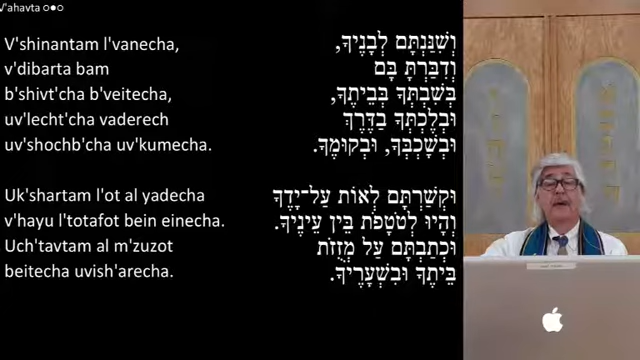 V'ahavta
V'shinantam l'vanecha,
v'dibarta bam
b'shivt'cha b'veitecha,
uv'lecht'cha vaderech
uv'shochb'cha uv'kumecha.
Uk'shartam l'ot al yadecha
v'hayu l'totafot bein einecha.
Uch'tavtam al m'zuzot
beitecha uvish'arecha.
וְשִׁנַּנְתָּם לְבָנֶיךָ,
וְדִבַּרְתָּ בָּם
בְּשִׁבְתְּךָ בְּבֵיתֶךָ,
וּבְלֶכְתְּךָ בַדֶּרֶךְ
וּבְשָׁכְבְּךָ, וּבְקוּמֶךָ.
וּקְשַׁרְתָּם לְאוֹת עַל־יָדֶךָ
וְהָיוּ לְטֹטָפֹת בֵּין עֵינֶיךָ.
וּכְתַבְתָּם עַל מְזֻזוֹת
בֵּיתֶךָ וּבִשְׁעָרֶיךָ.